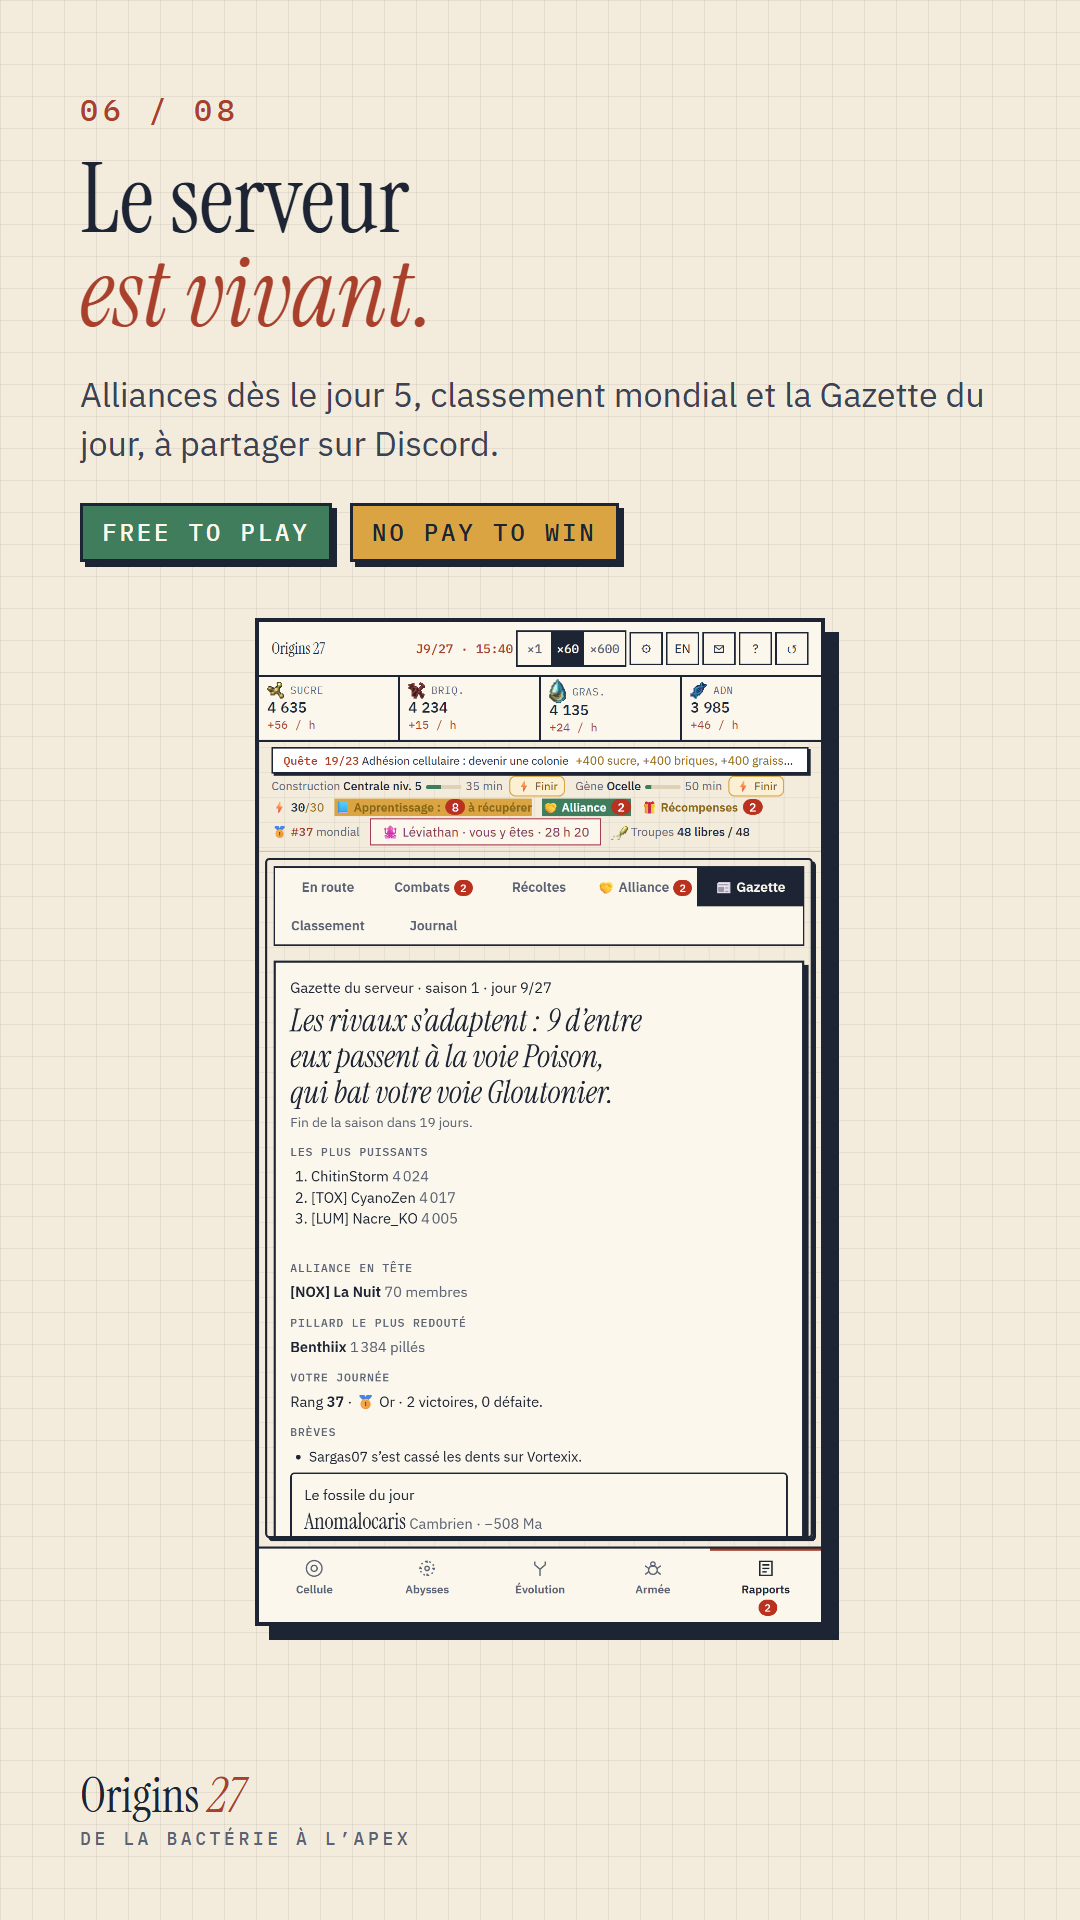 06 / 08
Le serveur
est vivant.
Alliances dès le jour 5, classement mondial et la Gazette du
jour, à partager sur Discord.
FREE TO PLAY
NO PAY TO WIN
Origins 27
J9/27 · 15:40
×1
×60
×600
EN
?
SUCRE
4 635
+56 / h
BRIQ.
4 234
+15 / h
GRAS.
4 135
+24 / h
ADN
3 985
+46 / h
Quête 19/23 Adhésion cellulaire : devenir une colonie +400 sucre, +400 briques, +400 graiss...
Construction Centrale niv. 5 35 min Finir Gène Ocelle 50 min Finir
30/30 Apprentissage : 8 à récupérer Alliance 2 Récompenses 2
#37 mondial Léviathan · vous y êtes · 28 h 20 Troupes 48 libres / 48
En route Combats 2 Récoltes Alliance 2 Gazette
Classement Journal
Gazette du serveur · saison 1 · jour 9/27
Les rivaux s’adaptent : 9 d’entre
eux passent à la voie Poison,
qui bat votre voie Gloutonier.
Fin de la saison dans 19 jours.
LES PLUS PUISSANTS
1. ChitinStorm 4 024
2. [TOX] CyanoZen 4 017
3. [LUM] Nacre_KO 4 005
ALLIANCE EN TÊTE
[NOX] La Nuit 70 membres
PILLARD LE PLUS REDOUTÉ
Benthiix 1 384 pillés
VOTRE JOURNÉE
Rang 37 · Or · 2 victoires, 0 défaite.
BRÈVES
• Sargas07 s’est cassé les dents sur Vortexix.
Le fossile du jour
Anomalocaris Cambrien · −508 Ma
Cellule Abysses Évolution Armée Rapports
2
Origins 27
DE LA BACTÉRIE À L’APEX